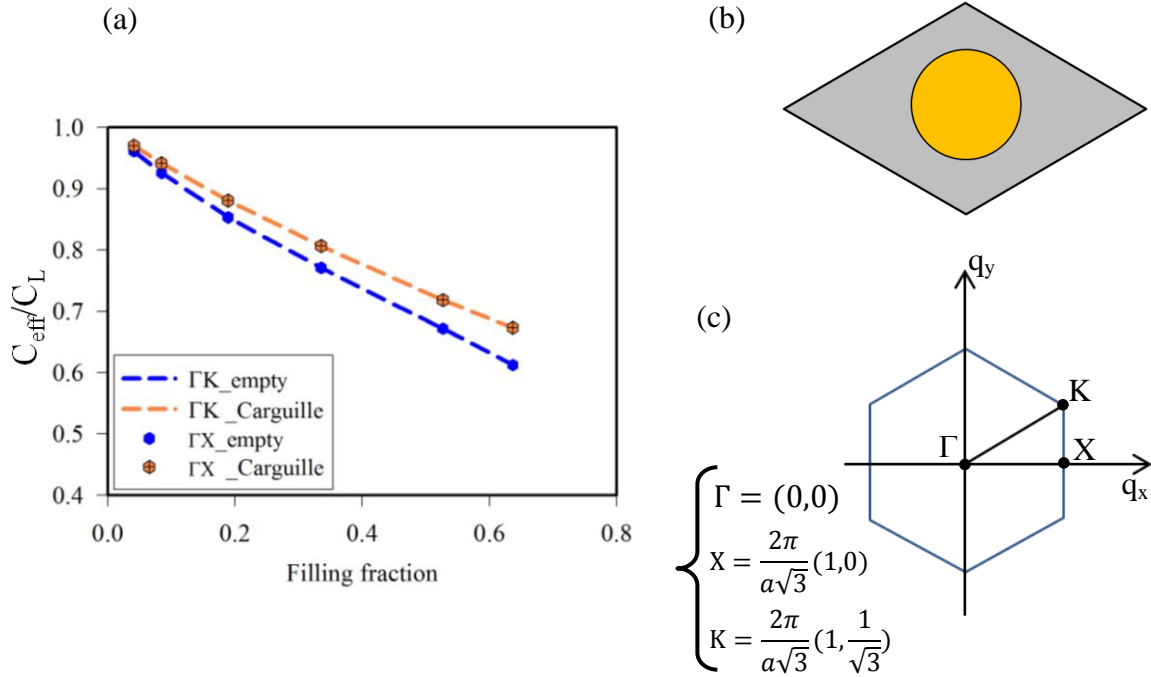 (a)
1.0
0.9
0.8
0.7
0.6
0.5
0.4
C_eff/C_L
0.0 0.2 0.4 0.6 0.8
Filling fraction
ΓK_empty
ΓK _Carguille
ΓX_empty
ΓX _Carguille
(b)
(c)
q_y
K
Γ
X
q_x
Γ = (0,0)
X = 2π/(a√3) (1,0)
K = 2π/(a√3) (1, 1/√3)